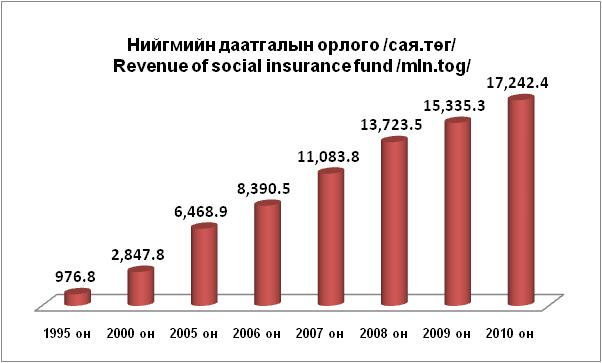 Нийгмийн даатгалын орлого /сая.төг/
Revenue of social insurance fund /mln.tog/
976.8
2,847.8
6,468.9
8,390.5
11,083.8
13,723.5
15,335.3
17,242.4
1995 он 2000 он 2005 он 2006 он 2007 он 2008 он 2009 он 2010 он